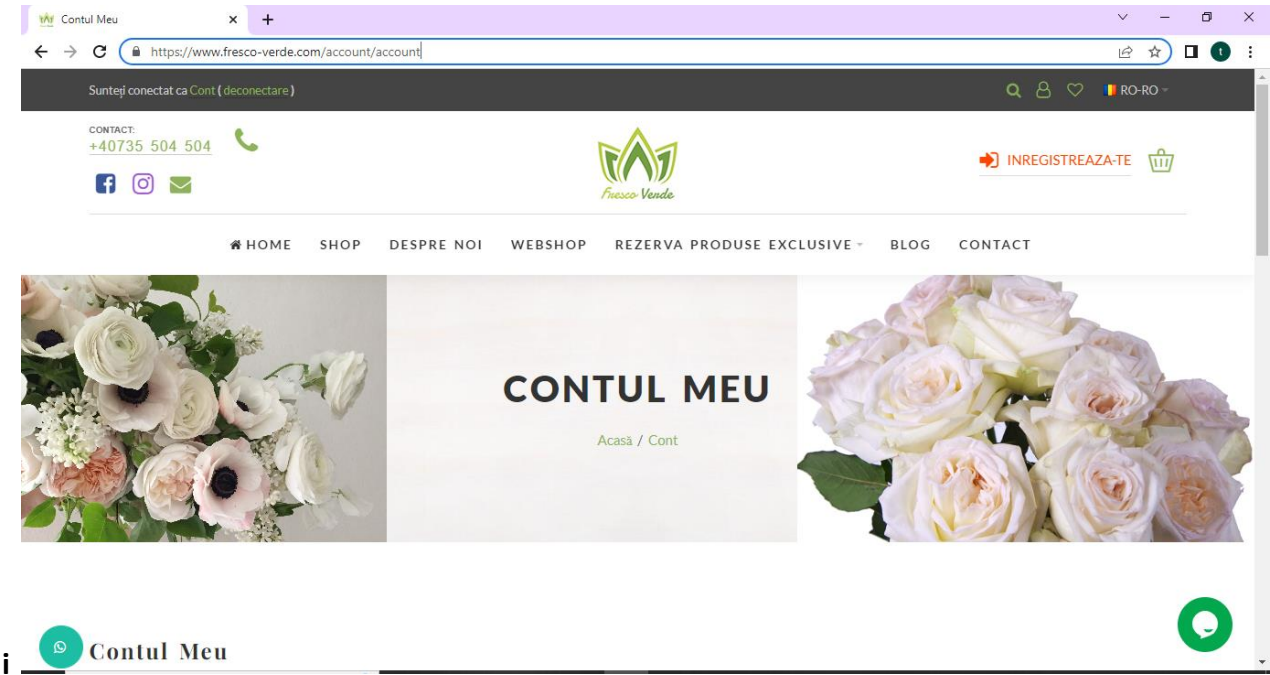 Contul Meu
https://www.fresco-verde.com/account/account
t
Sunteți conectat ca Cont ( deconectare )
RO-RO
CONTACT:
+40735 504 504
Fresco Verde
INREGISTREAZA-TE
HOME SHOP DESPRE NOI WEBSHOP REZERVA PRODUSE EXCLUSIVE BLOG CONTACT
CONTUL MEU
Acasă / Cont
Contul Meu
i